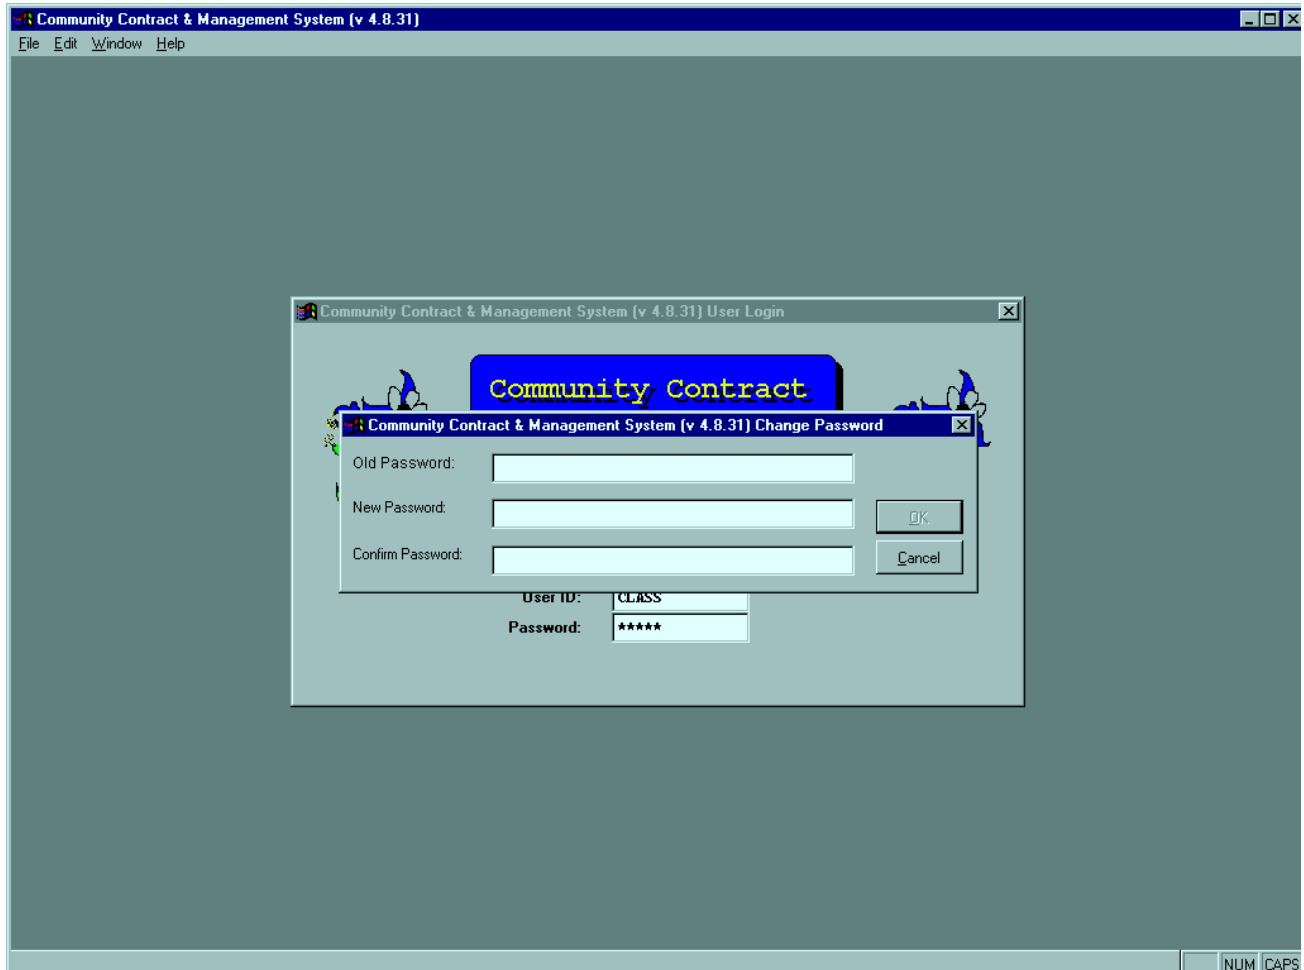 Community Contract & Management System (v 4.8.31)
File Edit Window Help
Community Contract & Management System (v 4.8.31) User Login
Community Contract
Community Contract & Management System (v 4.8.31) Change Password
Old Password:
New Password:
OK
Confirm Password:
Cancel
User ID: CLASS
Password: *****
NUM CAPS